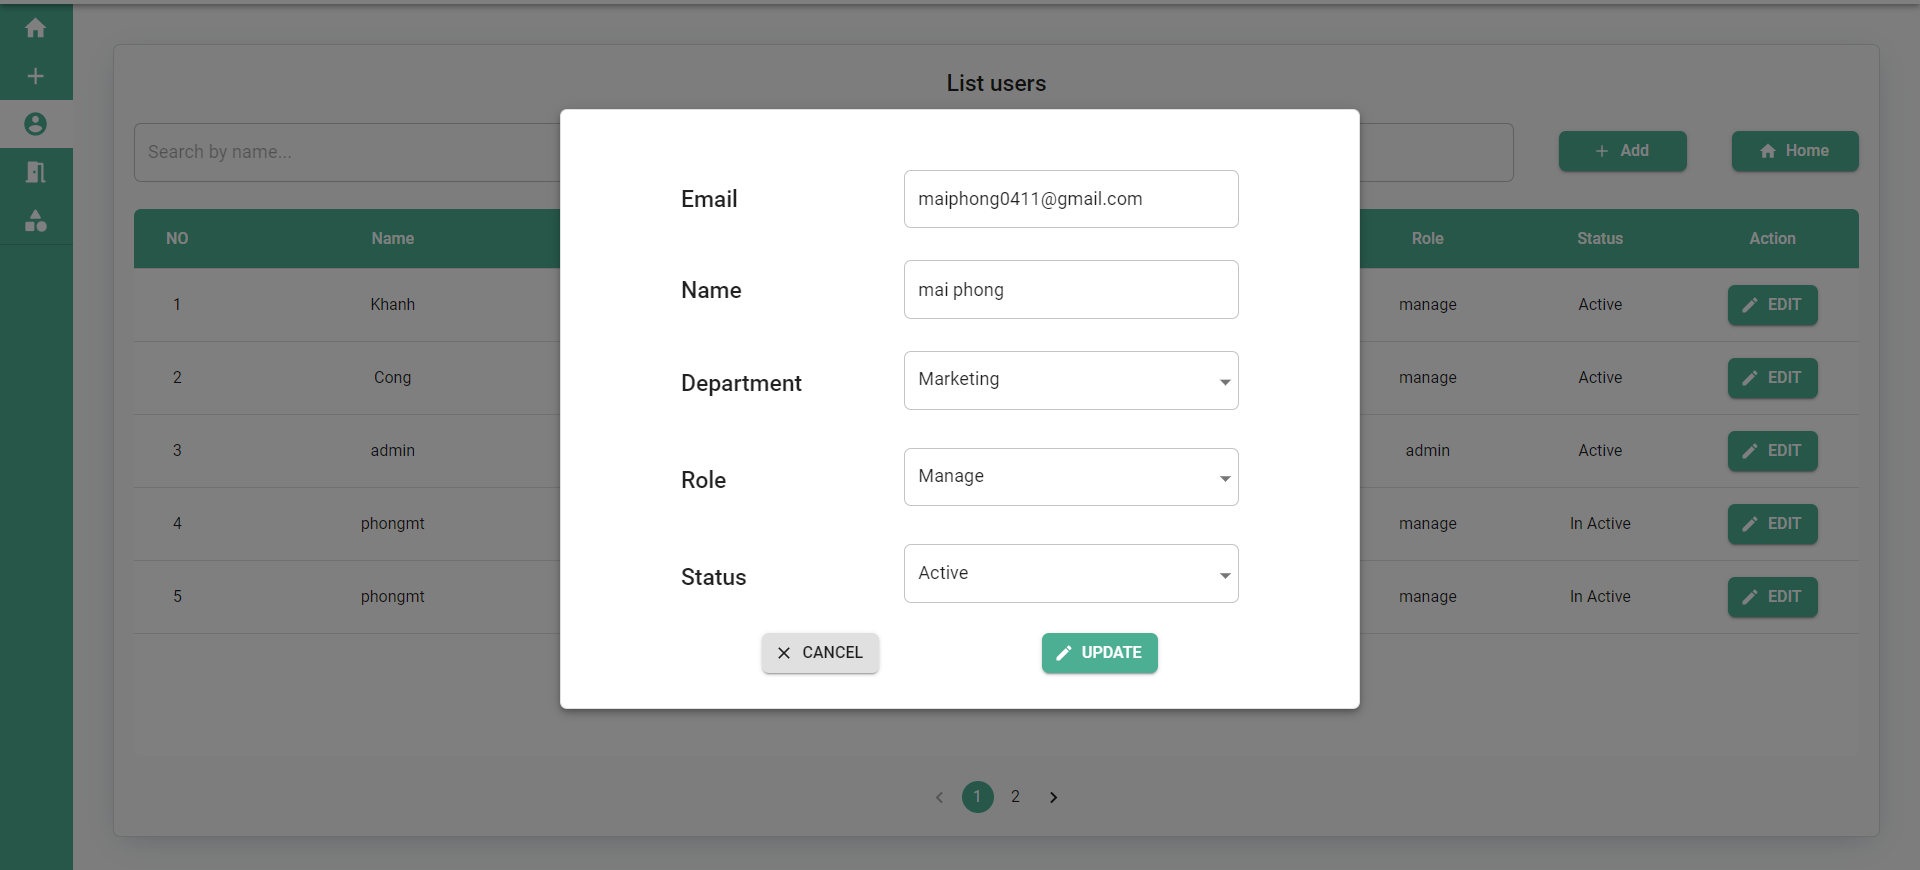 List users
Search by name...
+ Add
Home
NO Name Role Status Action
1 Khanh manage Active EDIT
2 Cong manage Active EDIT
3 admin admin Active EDIT
4 phongmt manage In Active EDIT
5 phongmt manage In Active EDIT
Email maiphong0411@gmail.com
Name mai phong
Department Marketing
Role Manage
Status Active
CANCEL UPDATE
1 2